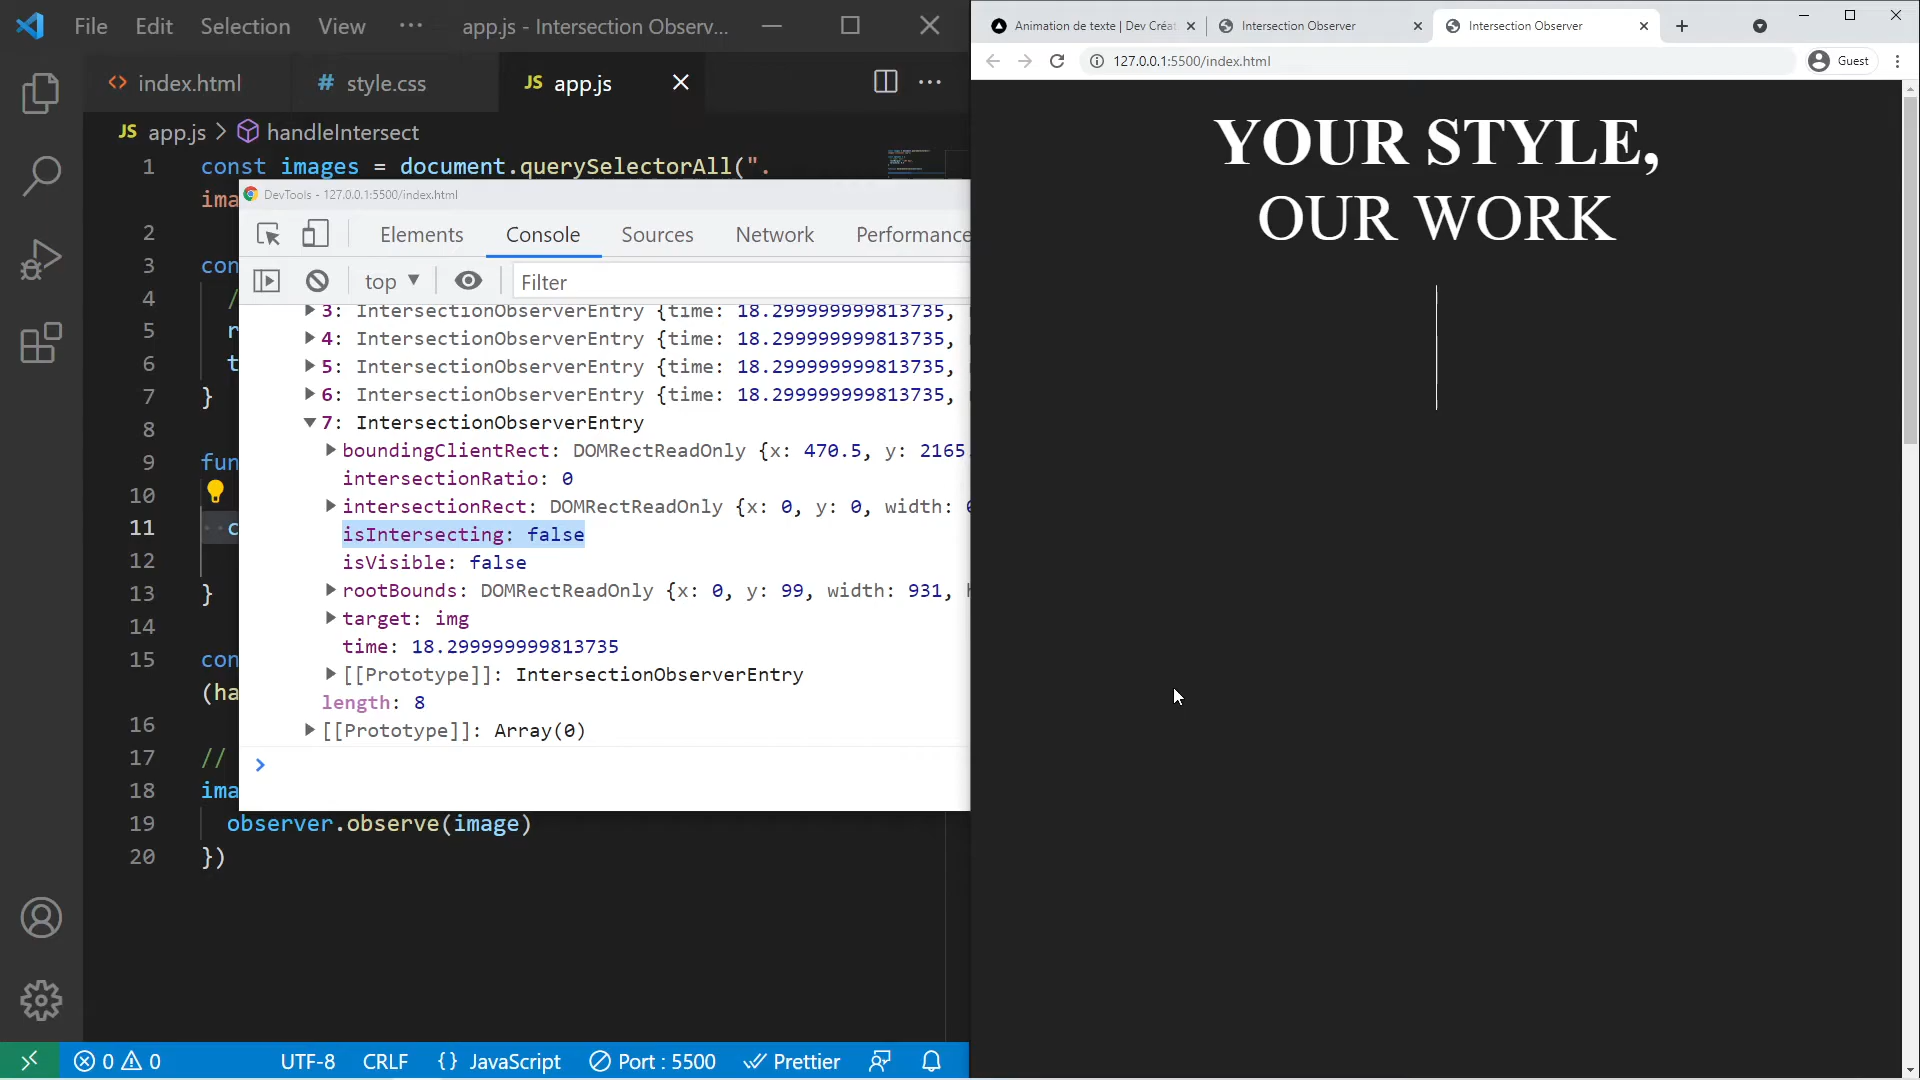 File Edit Selection View ··· app.js - Intersection Observ...
index.html
# style.css
JS app.js
JS app.js > handleIntersect
1 const images = document.querySelectorAll(".
ima
2
3 con
4 /
5 r
6 t
7 }
8
9 fun
10
11 c
12
13 }
14
15 con
(ha
16
17 //
18 ima
19 observer.observe(image)
20 })
DevTools - 127.0.0.1:5500/index.html
Elements Console Sources Network Performance
top Filter
3: IntersectionObserverEntry {time: 18.299999999813735,
4: IntersectionObserverEntry {time: 18.299999999813735,
5: IntersectionObserverEntry {time: 18.299999999813735,
6: IntersectionObserverEntry {time: 18.299999999813735,
7: IntersectionObserverEntry
boundingClientRect: DOMRectReadOnly {x: 470.5, y: 2165
intersectionRatio: 0
intersectionRect: DOMRectReadOnly {x: 0, y: 0, width:
isIntersecting: false
isVisible: false
rootBounds: DOMRectReadOnly {x: 0, y: 99, width: 931,
target: img
time: 18.299999999813735
[[Prototype]]: IntersectionObserverEntry
length: 8
[[Prototype]]: Array(0)
>
0 0 UTF-8 CRLF {} JavaScript Port : 5500 Prettier
Animation de texte | Dev Créat
Intersection Observer
Intersection Observer
127.0.0.1:5500/index.html
Guest
YOUR STYLE,
OUR WORK